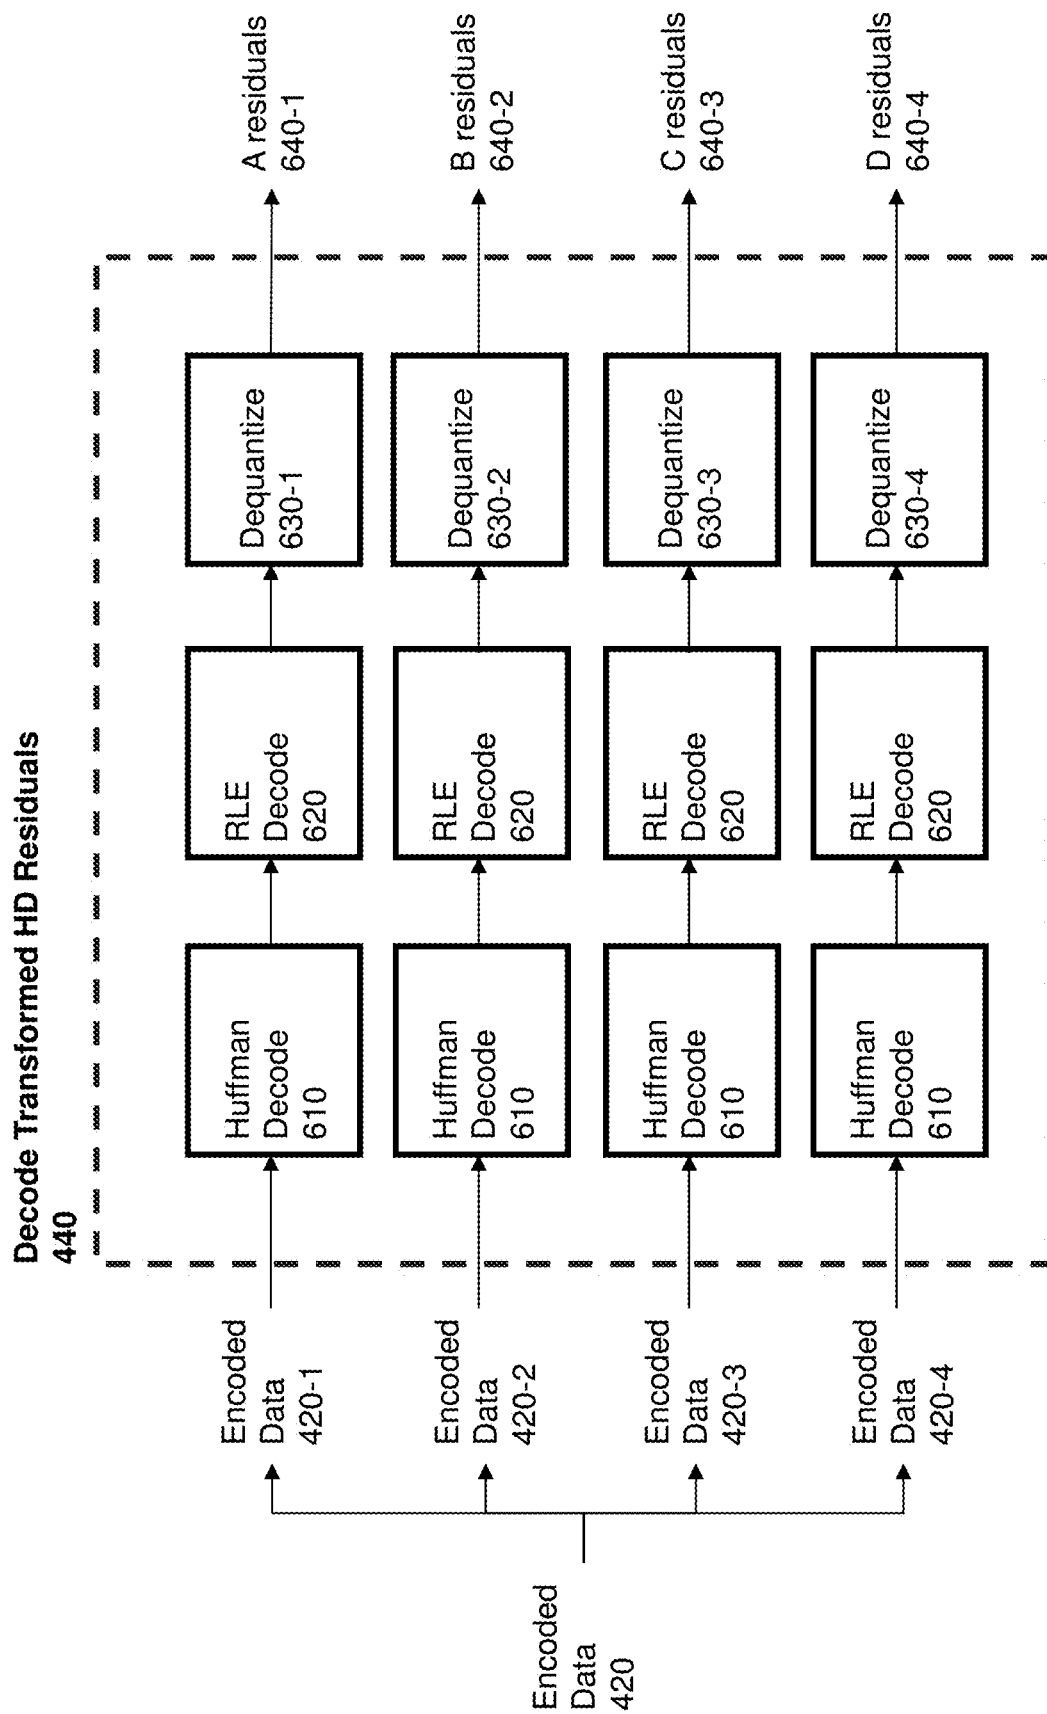 Decode Transformed HD Residuals
440
Encoded
Data
420
Encoded
Data
420-1
Huffman
Decode
610
RLE
Decode
620
Dequantize
630-1
A residuals
640-1
Encoded
Data
420-2
Huffman
Decode
610
RLE
Decode
620
Dequantize
630-2
B residuals
640-2
Encoded
Data
420-3
Huffman
Decode
610
RLE
Decode
620
Dequantize
630-3
C residuals
640-3
Encoded
Data
420-4
Huffman
Decode
610
RLE
Decode
620
Dequantize
630-4
D residuals
640-4